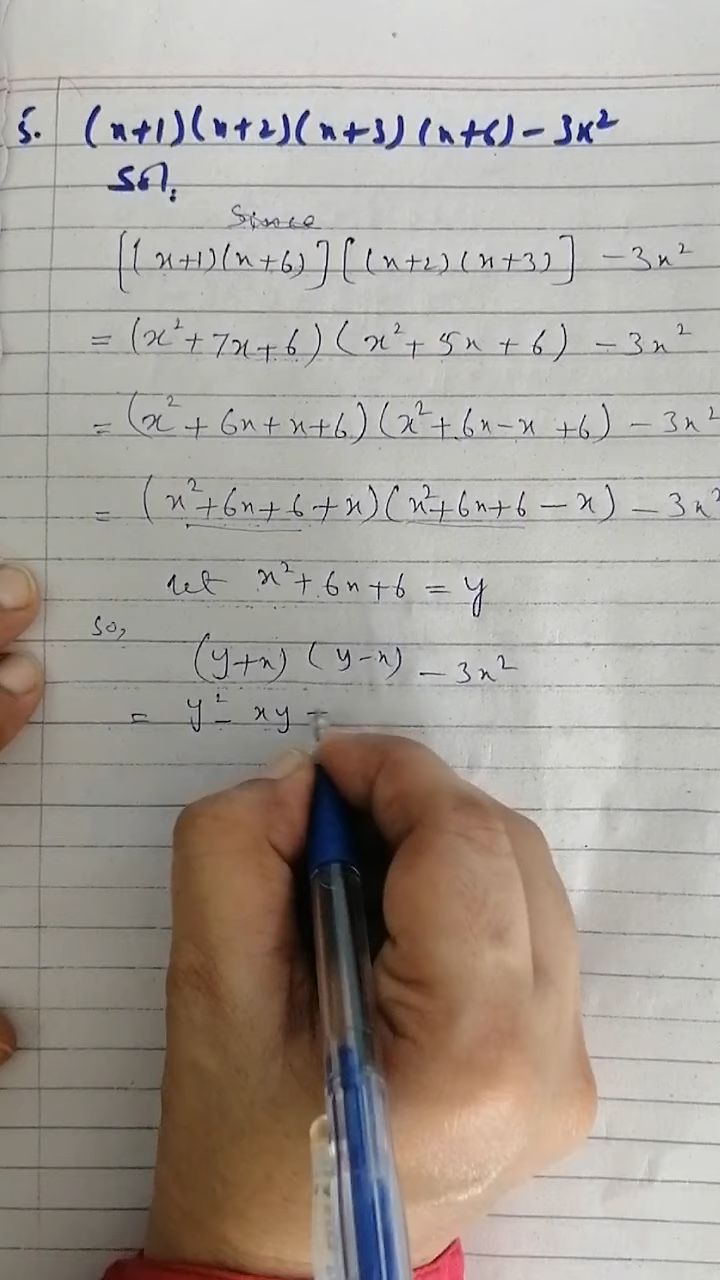 5. (x+1)(x+2)(x+3)(x+6) - 3x²
Sol:
Since
[(x+1)(x+6)][(x+2)(x+3)] - 3x²
= (x²+7x+6)(x²+5x+6) - 3x²
= (x²+6x+x+6)(x²+6x-x+6) - 3x²
= (x²+6x+6+x)(x²+6x+6-x) - 3x²
let x²+6x+6 = y
So,
(y+x)(y-x) - 3x²
= y² - xy